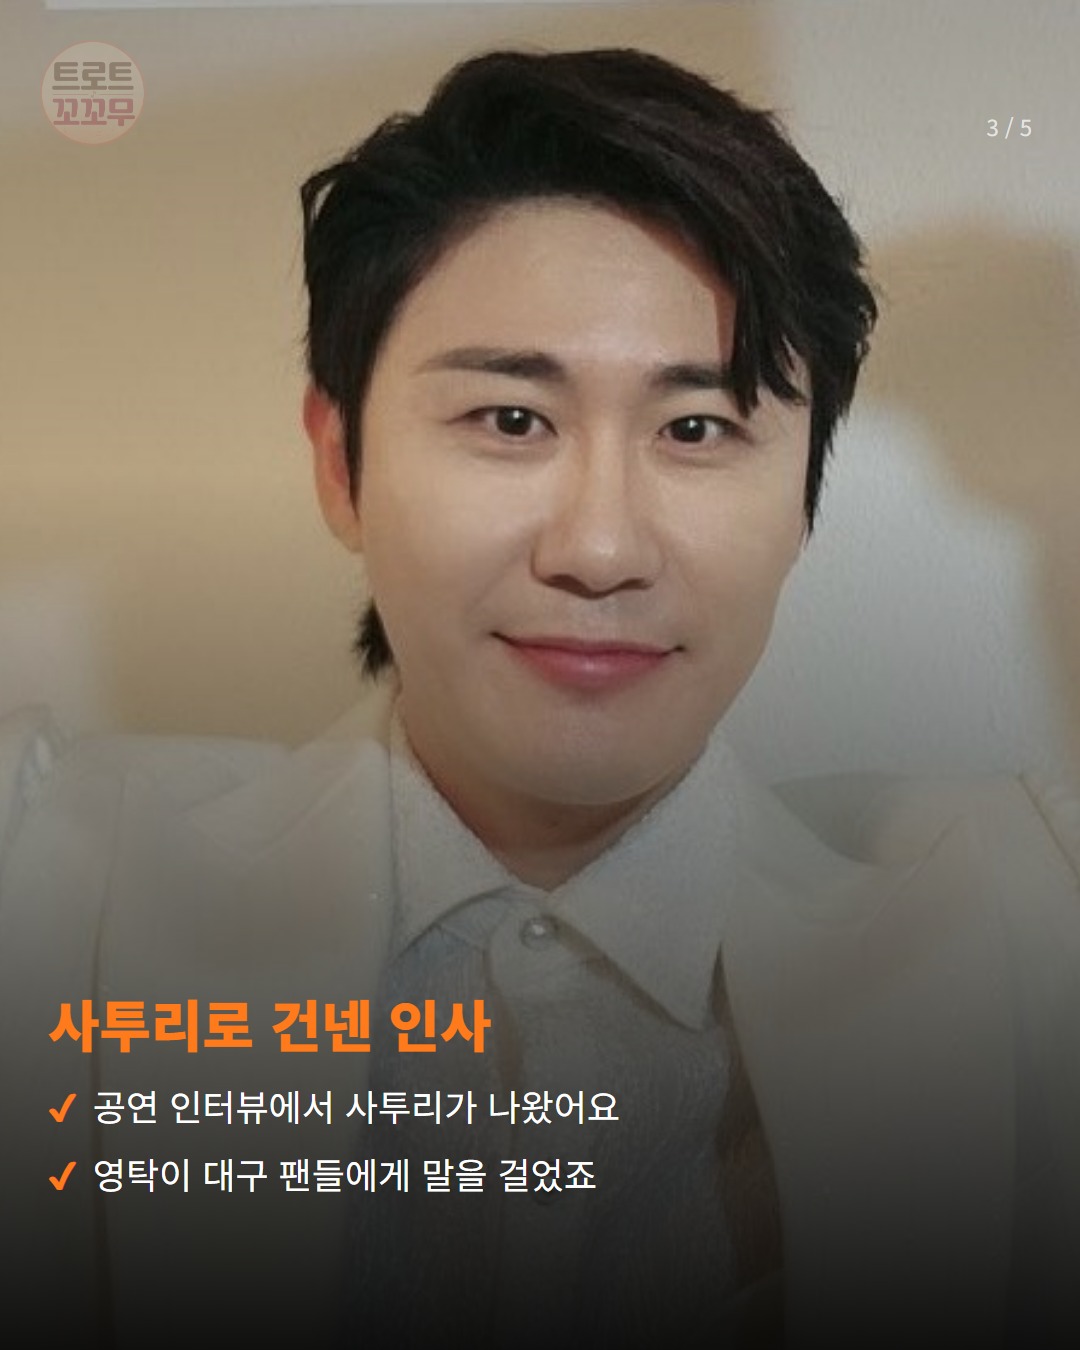 트로트
꼬꼬무
3 / 5
사투리로 건넨 인사
✔ 공연 인터뷰에서 사투리가 나왔어요
✔ 영탁이 대구 팬들에게 말을 걸었죠